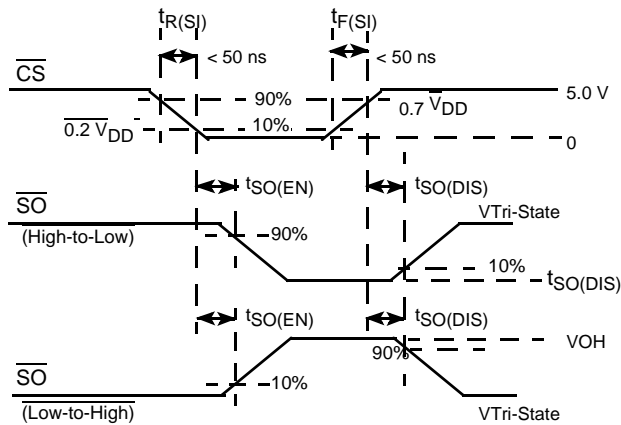 tR(SI) tF(SI)
< 50 ns < 50 ns
CS
90% 0.7 VDD 5.0 V
0.2 VDD 10% 0
tSO(EN) tSO(DIS)
SO VTri-State
(High-to-Low) 90%
10%
tSO(DIS)
tSO(EN) tSO(DIS)
VOH
90%
SO 10%
(Low-to-High) VTri-State